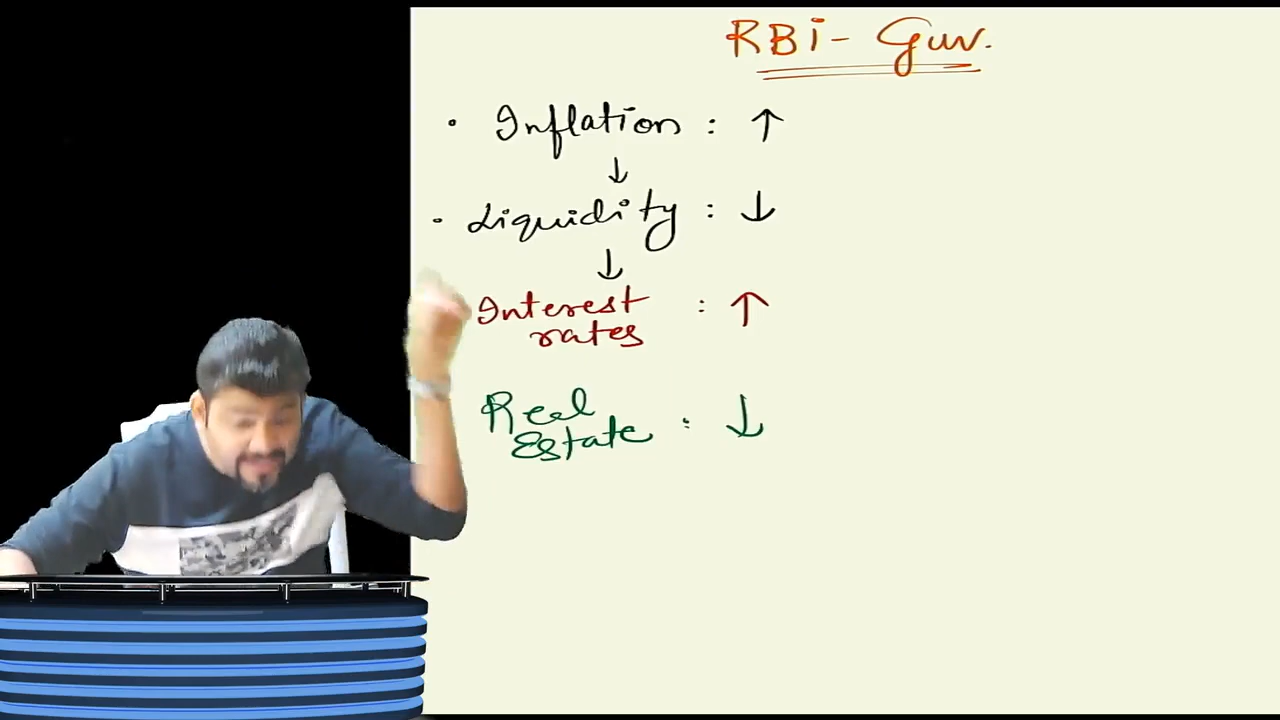 RBi - Guv.
• Inflation : ↑
↓
• Liquidity : ↓
↓
Interest : ↑
rates
Real
Estate : ↓